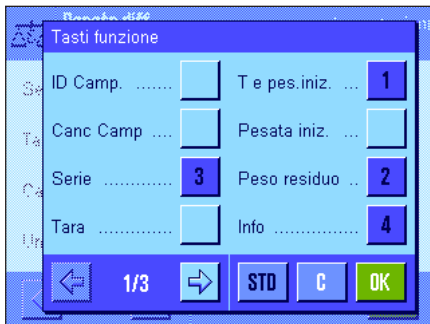 Tasti funzione
ID Camp. ....... T e pes.iniz. ... 1
Canc Camp .... Pesata iniz. ...
Serie ............. 3 Peso residuo .. 2
Tara .............. Info ............ 4
1/3 STD C OK